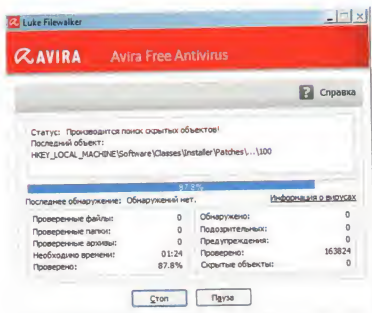 Luke Filewalker
AVIRA Avira Free Antivirus
? Справка
Статус: Производится поиск скрытых объектов!
Последний объект:
HKEY_LOCAL_MACHINE\Software\Classes\Installer\Patches\...\100
87.8%
Последнее обнаружение: Обнаружений нет. Информация о вирусах
Проверенные файлы: 0 Обнаружено: 0
Проверенные папки: 0 Подозрительных: 0
Проверенные архивы: 0 Предупреждения: 0
Необходимо времени: 01:24 Проверено: 163824
Проверено: 87.8% Скрытые объекты: 0
Стоп Пауза